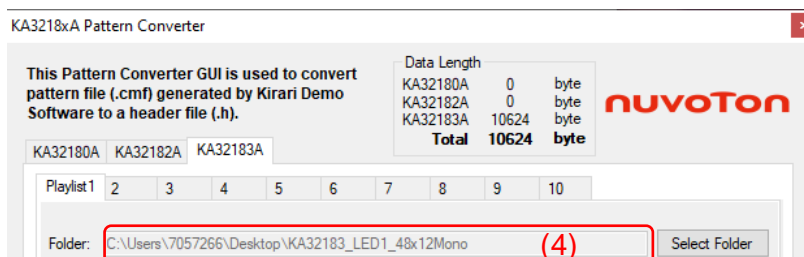 KA3218xA Pattern Converter
This Pattern Converter GUI is used to convert
pattern file (.cmf) generated by Kirari Demo
Software to a header file (.h).
Data Length
KA32180A 0 byte
KA32182A 0 byte
KA32183A 10624 byte
Total 10624 byte
nuvoTon
KA32180A KA32182A KA32183A
Playlist1 2 3 4 5 6 7 8 9 10
Folder: C:\Users\7057266\Desktop\KA32183_LED1_48x12Mono (4) Select Folder